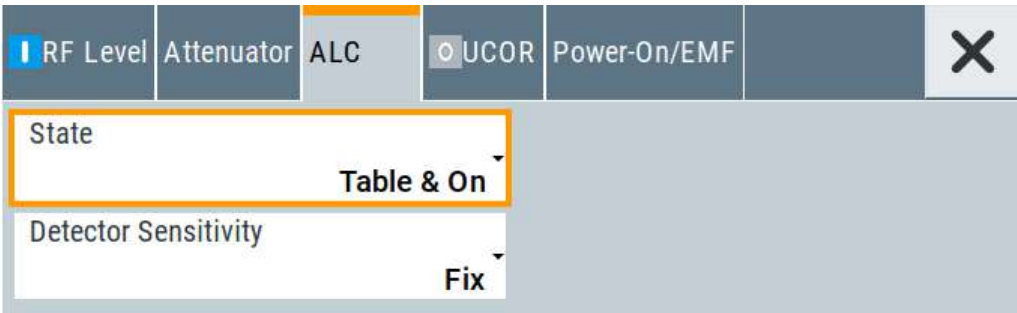 RF Level Attenuator ALC UCOR Power-On/EMF
State
Table & On
Detector Sensitivity
Fix